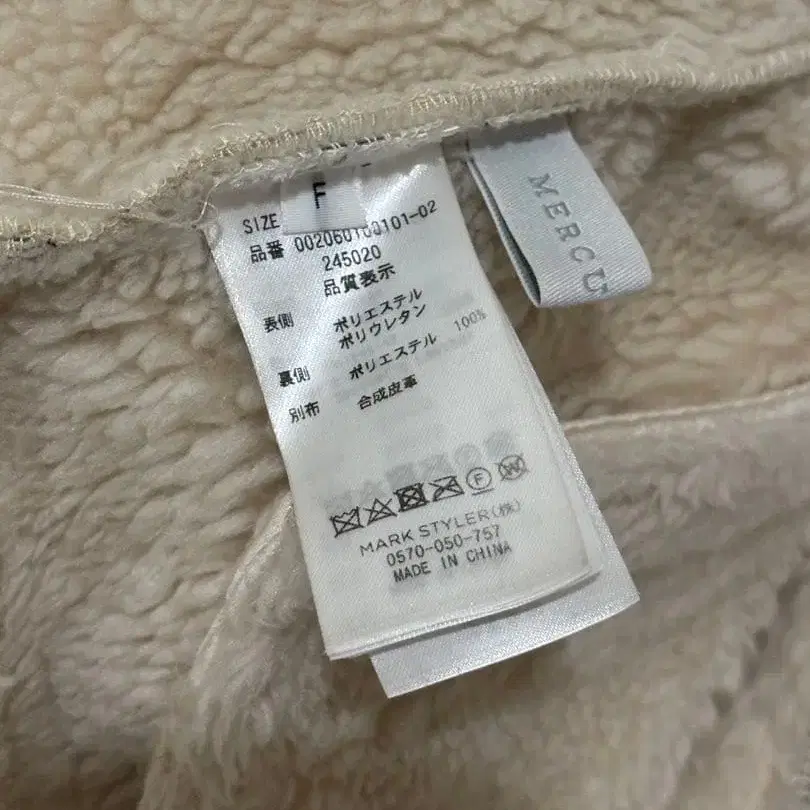 SIZE F
品番 002060100101-02
245020
品質表示
表側 ポリエステル
ポリウレタン
100%
裏側 ポリエステル
別布 合成皮革
F W
MARK STYLER(株)
0570-050-757
MADE IN CHINA
MERCU